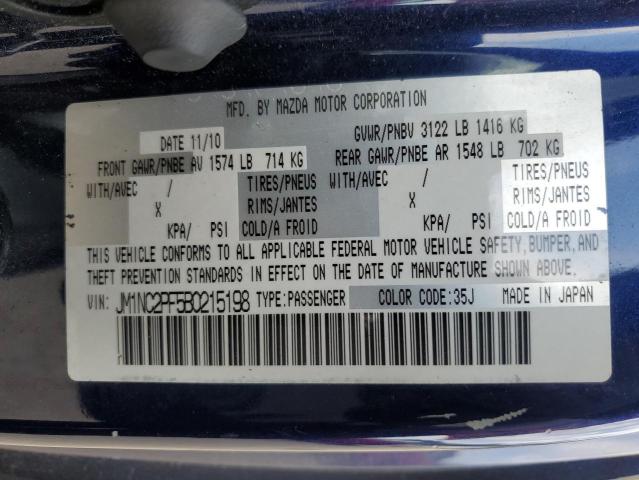 MFD. BY MAZDA MOTOR CORPORATION
DATE 11/10 GVWR/PNBV 3122 LB 1416 KG
FRONT GAWR/PNBE AV 1574 LB 714 KG REAR GAWR/PNBE AR 1548 LB 702 KG
WITH/AVEC / TIRES/PNEUS WITH/AVEC / TIRES/PNEUS
X RIMS/JANTES X RIMS/JANTES
KPA/ PSI COLD/A FROID KPA/ PSI COLD/A FROID
THIS VEHICLE CONFORMS TO ALL APPLICABLE FEDERAL MOTOR VEHICLE SAFETY, BUMPER, AND
THEFT PREVENTION STANDARDS IN EFFECT ON THE DATE OF MANUFACTURE SHOWN ABOVE.
VIN: JM1NC2PF5B0215198 TYPE:PASSENGER COLOR CODE:35J MADE IN JAPAN